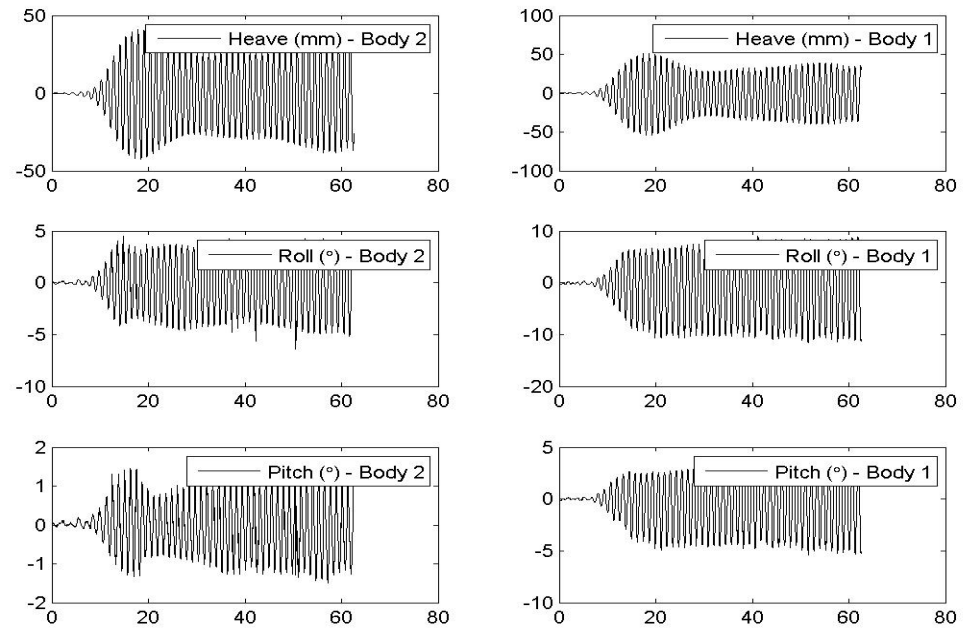 50
Heave (mm) - Body 2
0
-50
0 20 40 60 80
100
Heave (mm) - Body 1
50
0
-50
-100
0 20 40 60 80
5
Roll (°) - Body 2
0
-5
-10
0 20 40 60 80
10
Roll (°) - Body 1
0
-10
-20
0 20 40 60 80
2
Pitch (°) - Body 2
1
0
-1
-2
0 20 40 60 80
5
Pitch (°) - Body 1
0
-5
-10
0 20 40 60 80